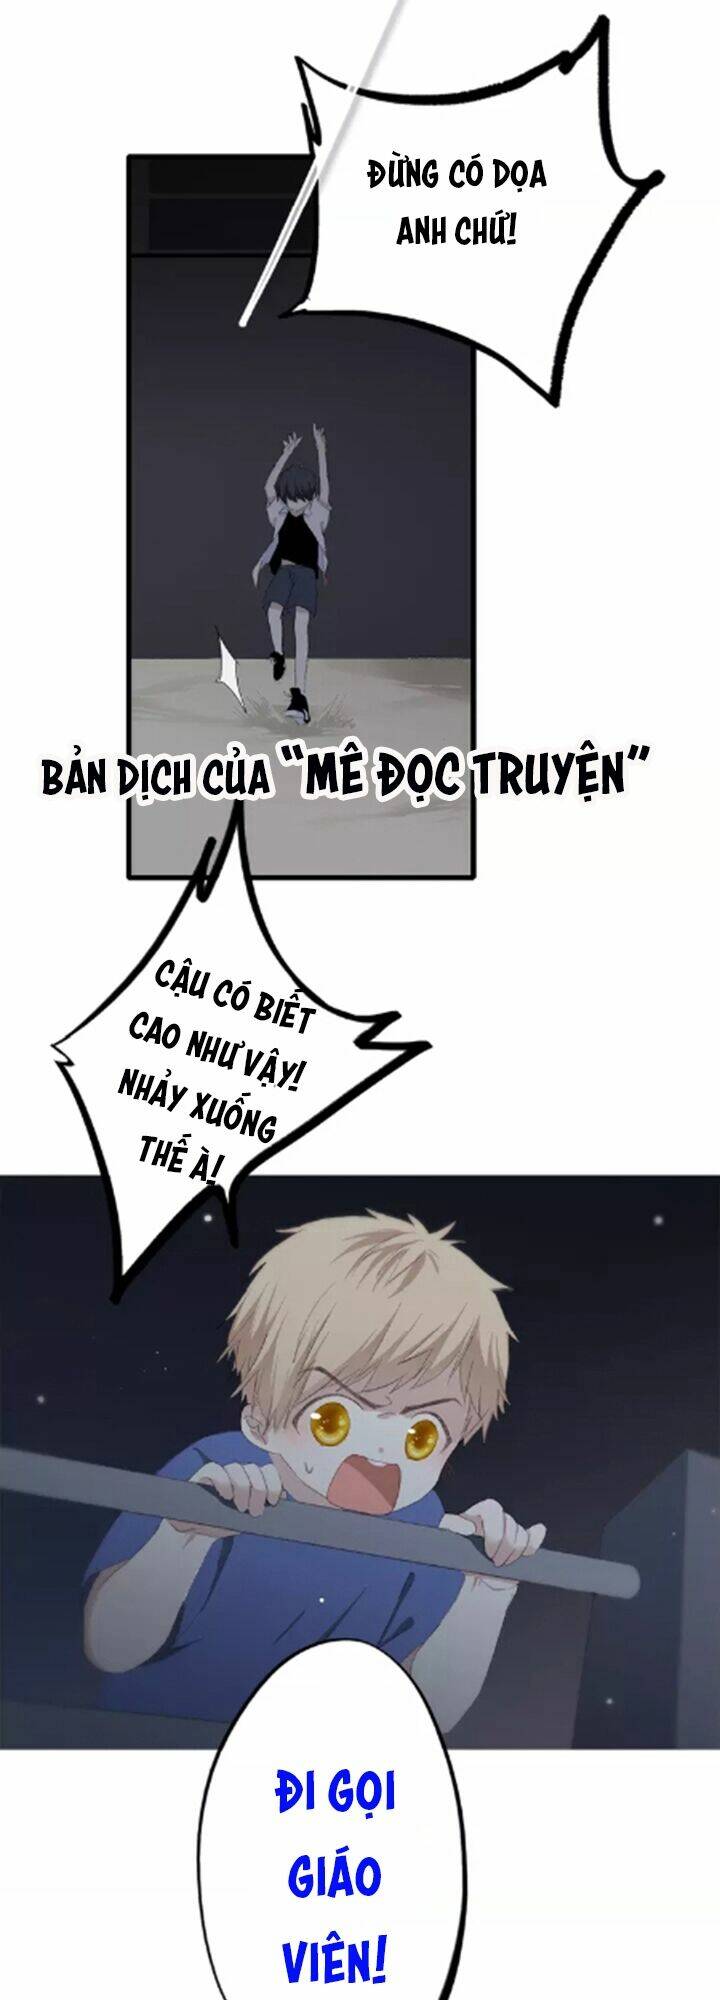 ĐỪNG CÓ DỌA
ANH CHỨ!
BẢN DỊCH CỦA “MÊ ĐỌC TRUYỆN”
CẬU CÓ BIẾT
CAO NHƯ VẬY!
NHẢY XUỐNG
THẾ À!
ĐI GỌI
GIÁO
VIÊN!